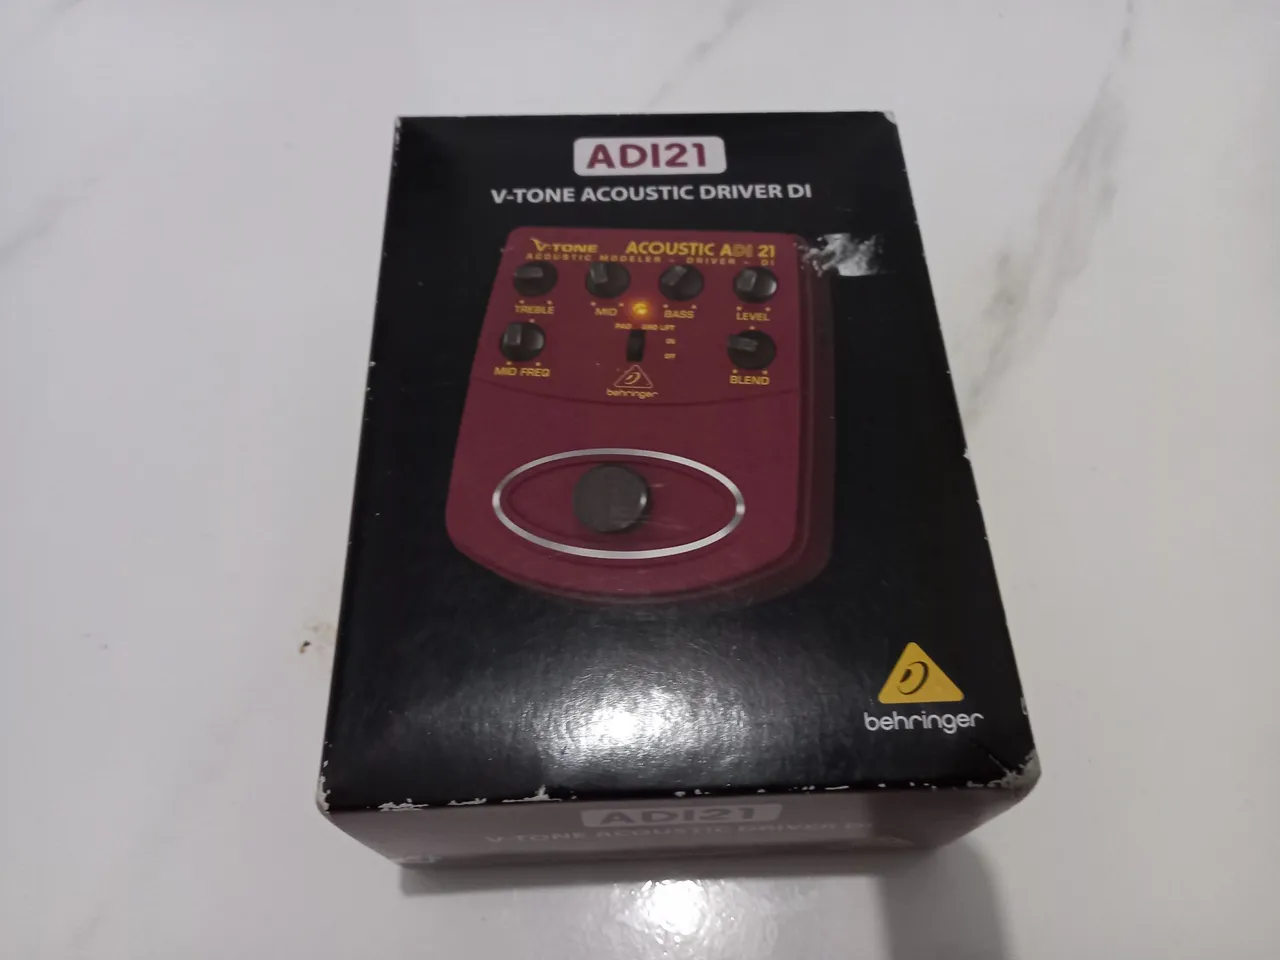 ADI21
V-TONE ACOUSTIC DRIVER DI
V-TONE ACOUSTIC ADI 21
ACOUSTIC MODELER - DRIVER - DI
TREBLE MID BASS LEVEL
PAD GND LIFT
ON
OFF
MID FREQ BLEND
behringer
behringer
ADI21
V-TONE ACOUSTIC DRIVER DI